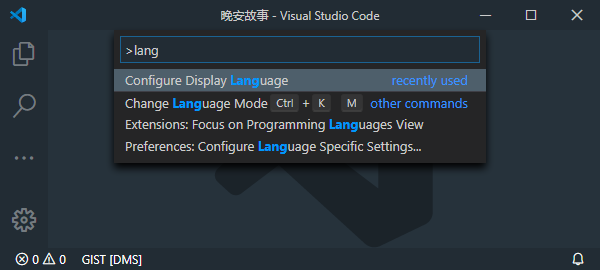 晚安故事 - Visual Studio Code
>lang
Configure Display Language recently used
Change Language Mode Ctrl + K M other commands
Extensions: Focus on Programming Languages View
Preferences: Configure Language Specific Settings...
0 0 GIST [DMS]